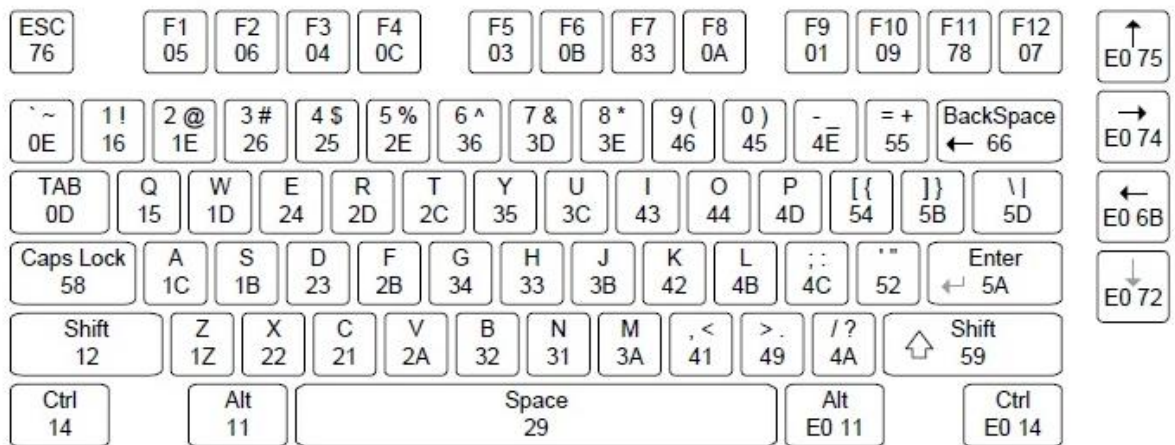 ESC F1 F2 F3 F4 F5 F6 F7 F8 F9 F10 F11 F12 ↑
76 05 06 04 0C 03 0B 83 0A 01 09 78 07 E0 75
` ~ 1 ! 2 @ 3 # 4 $ 5 % 6 ^ 7 & 8 * 9 ( 0 ) - _ = + BackSpace →
0E 16 1E 26 25 2E 36 3D 3E 46 45 4E 55 ← 66 E0 74
TAB Q W E R T Y U I O P [ { ] } \ | ←
0D 15 1D 24 2D 2C 35 3C 43 44 4D 54 5B 5D E0 6B
Caps Lock A S D F G H J K L ; : ' " Enter ↓
58 1C 1B 23 2B 34 33 3B 42 4B 4C 52 ↵ 5A E0 72
Shift Z X C V B N M , < > . / ? ⇧ Shift
12 1Z 22 21 2A 32 31 3A 41 49 4A 59
Ctrl Alt Space Alt Ctrl
14 11 29 E0 11 E0 14